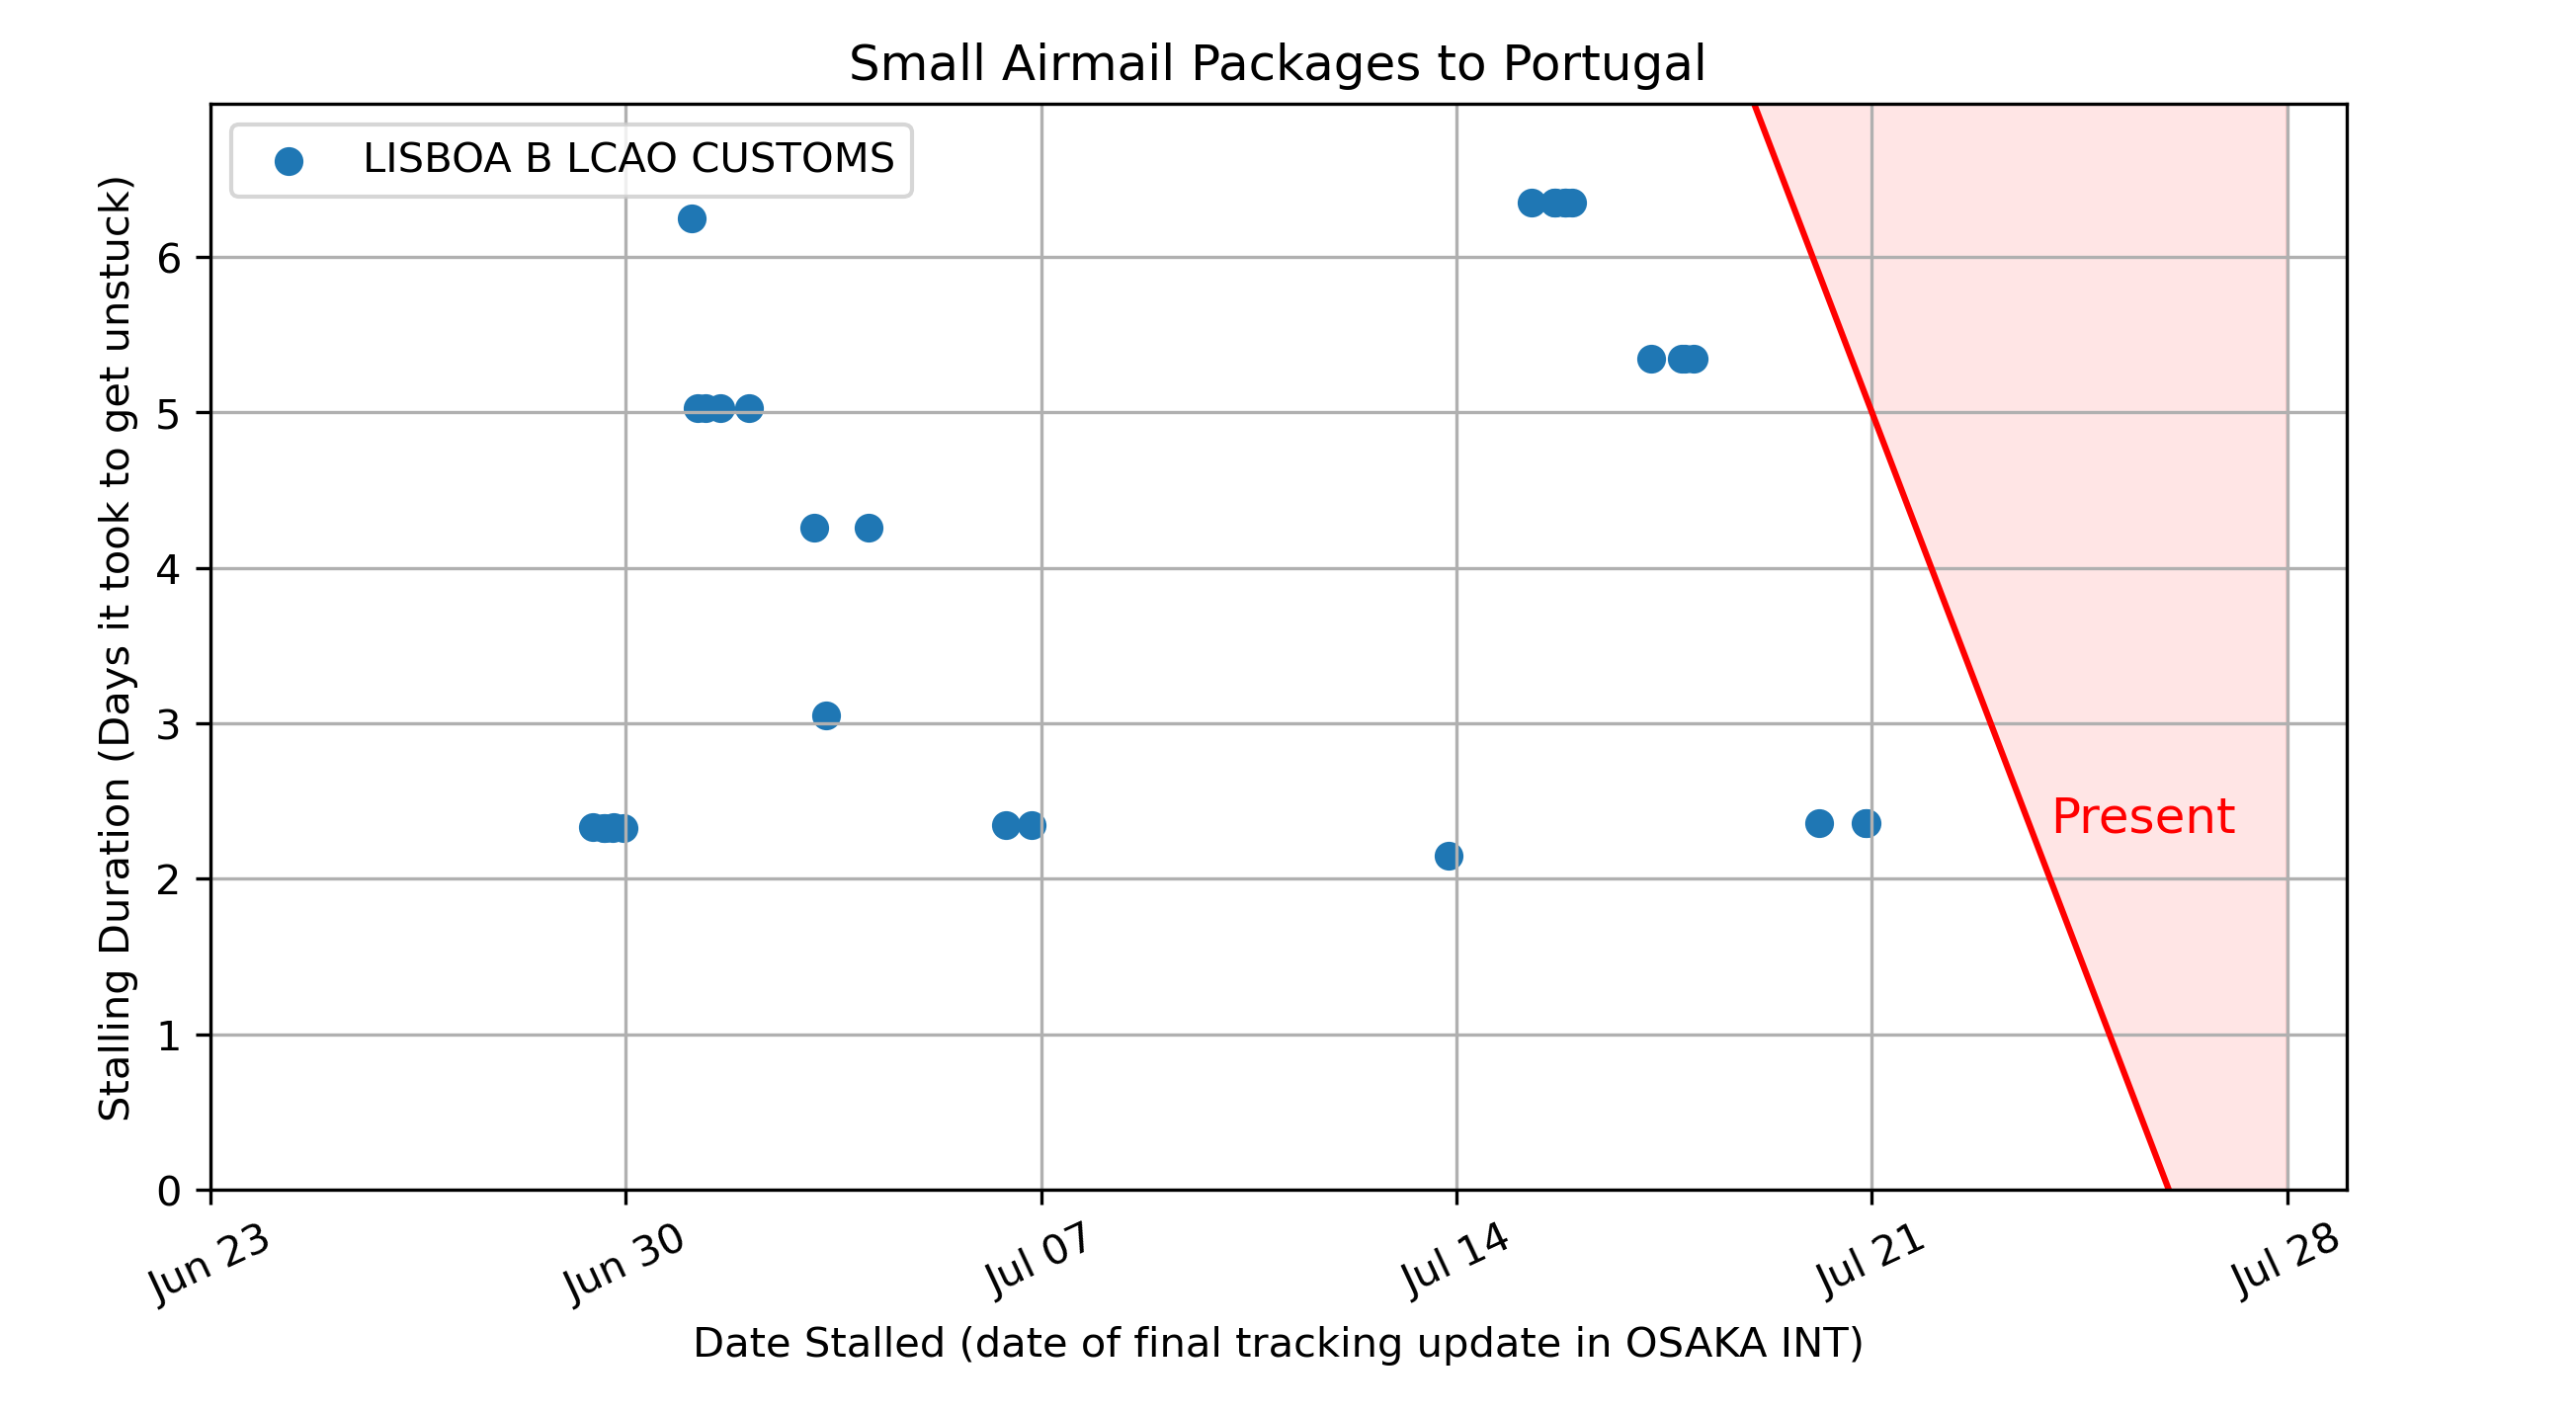 Small Airmail Packages to Portugal
LISBOA B LCAO CUSTOMS
Stalling Duration (Days it took to get unstuck)
6
5
4
3
2
1
0
Present
Jun 23
Jun 30
Jul 07
Jul 14
Jul 21
Jul 28
Date Stalled (date of final tracking update in OSAKA INT)